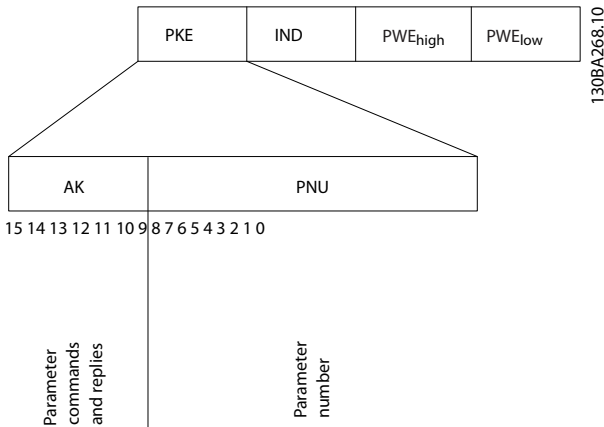 PKE IND PWEhigh PWElow
130BA268.10
AK PNU
15 14 13 12 11 10 9 8 7 6 5 4 3 2 1 0
Parameter
commands
and replies
Parameter
number